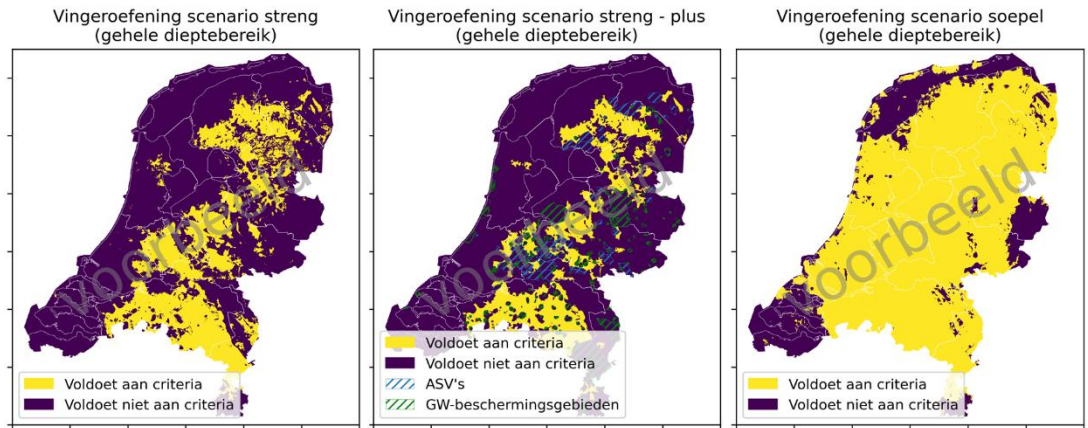 Vingeroefening scenario streng
(gehele dieptebereik)
voorbeeld
Voldoet aan criteria
Voldoet niet aan criteria
Vingeroefening scenario streng - plus
(gehele dieptebereik)
voorbeeld
Voldoet aan criteria
Voldoet niet aan criteria
ASV's
GW-beschermingsgebieden
Vingeroefening scenario soepel
(gehele dieptebereik)
voorbeeld
Voldoet aan criteria
Voldoet niet aan criteria